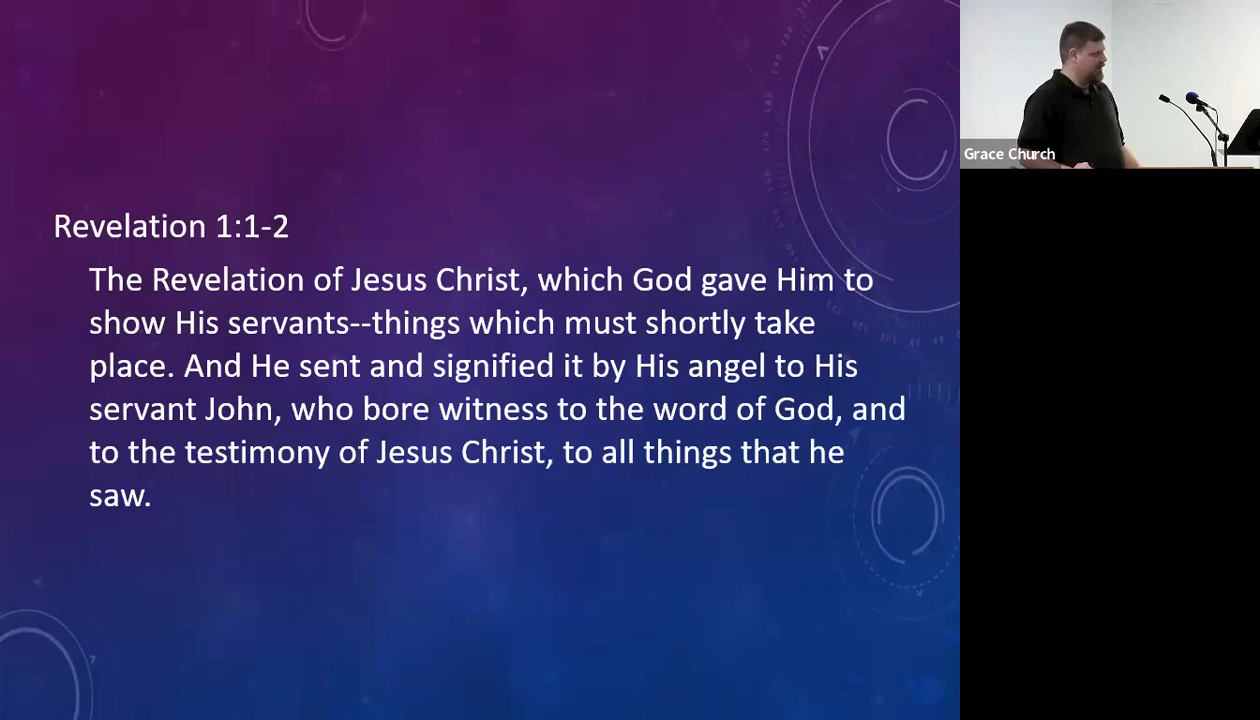 Revelation 1:1-2
The Revelation of Jesus Christ, which God gave Him to
show His servants--things which must shortly take
place. And He sent and signified it by His angel to His
servant John, who bore witness to the word of God, and
to the testimony of Jesus Christ, to all things that he
saw.
Grace Church